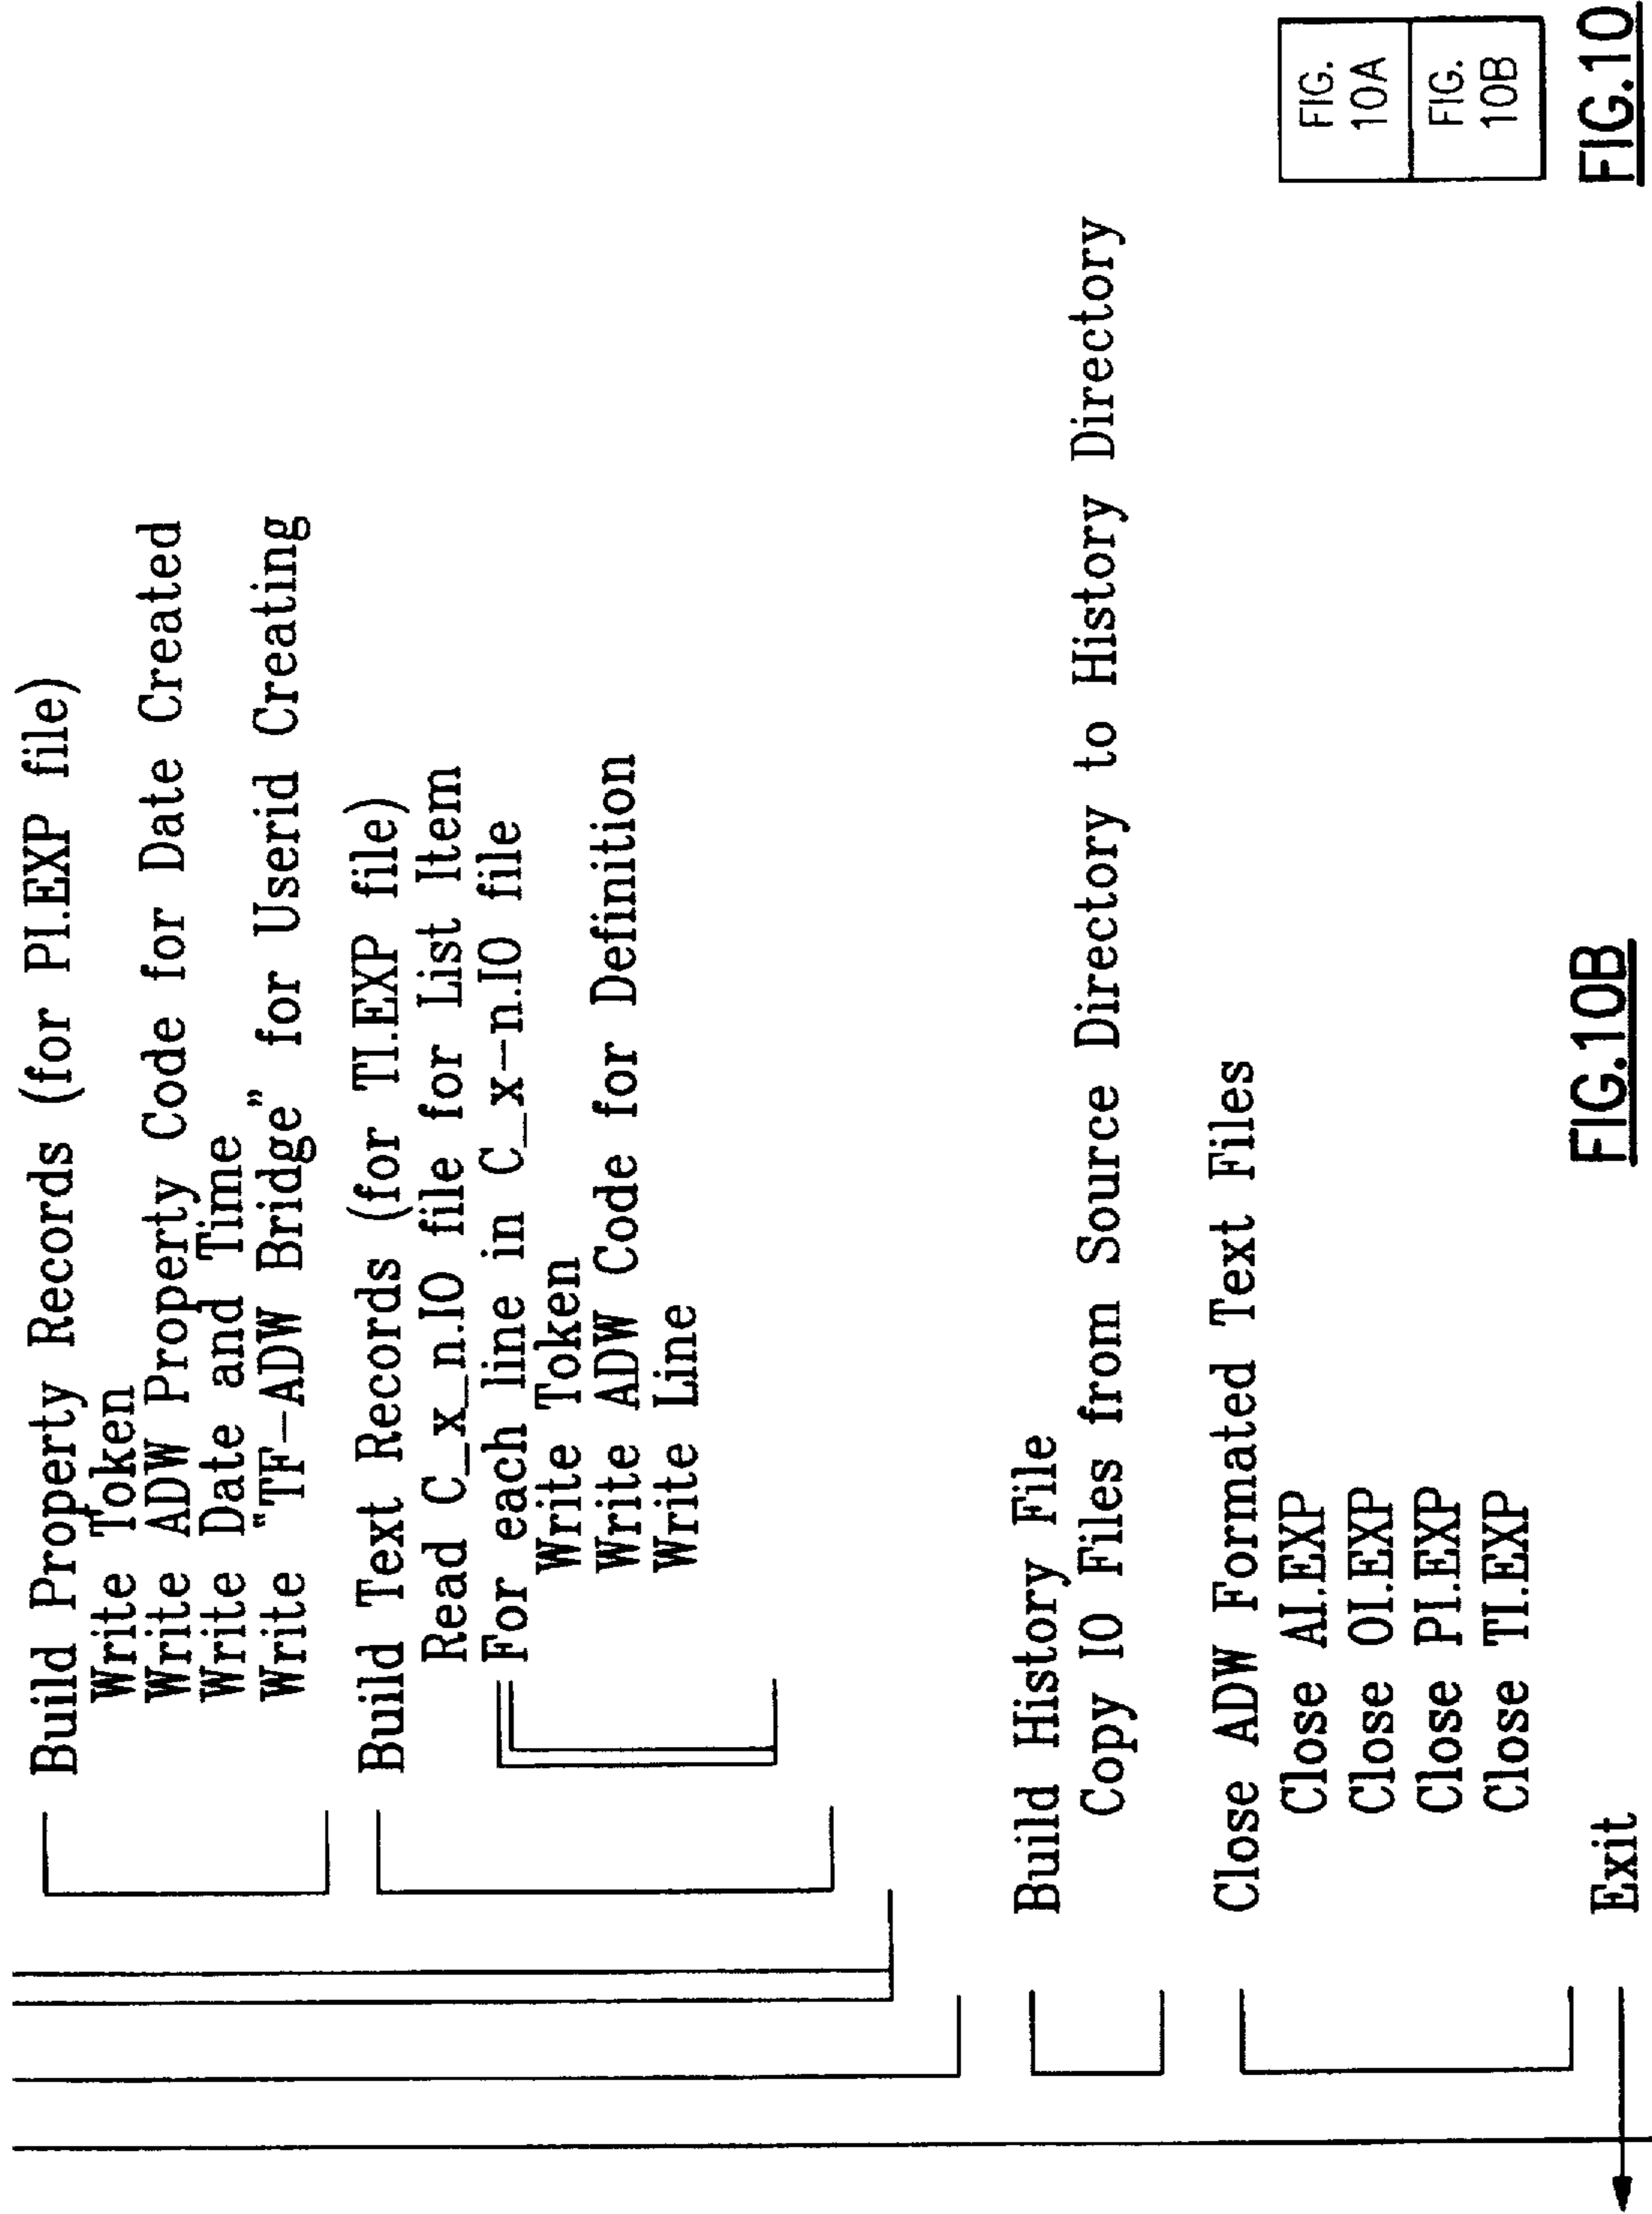 Build Property Records (for PI.EXP file)
Write Token
Write ADW Property Code for Date Created
Write Date and Time
Write "TF-ADW Bridge" for Userid Creating
Build Text Records (for TI.EXP file)
Read C_x_n.IO file for List Item
For each line in C_x-n.IO file
Write Token
Write ADW Code for Definition
Write Line
Build History File
Copy IO Files from Source Directory to History Directory
Close ADW Formated Text Files
Close AI.EXP
Close OI.EXP
Close PI.EXP
Close TI.EXP
Exit
FIG.10B
FIG.
10A
FIG.
10B
FIG.10